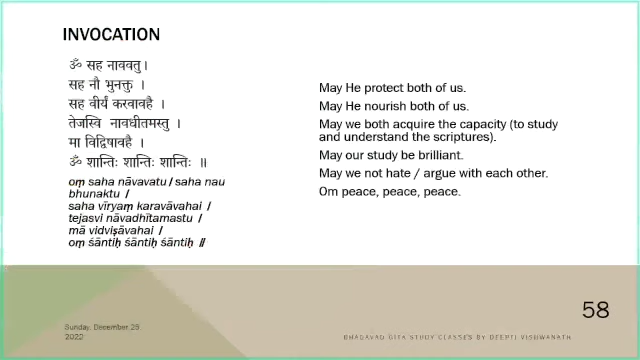 INVOCATION
ॐ सह नाववतु ।
सह नौ भुनक्तु ।
सह वीर्यं करवावहै ।
तेजस्वि नावधीतमस्तु ।
मा विद्विषावहै ।
ॐ शान्तिः शान्तिः शान्तिः ॥
oṃ saha nāvavatu / saha nau
bhunaktu /
saha vīryaṃ karavāvahai /
tejasvi nāvadhītamastu /
mā vidviṣāvahai /
oṃ śāntiḥ śāntiḥ śāntiḥ //
May He protect both of us.
May He nourish both of us.
May we both acquire the capacity (to study
and understand the scriptures).
May our study be brilliant.
May we not hate / argue with each other.
Om peace, peace, peace.
Sunday, December 25,
2022
BHADAVAD GITA STUDY CLASSES BY DEEPTI VISHWANATH
58